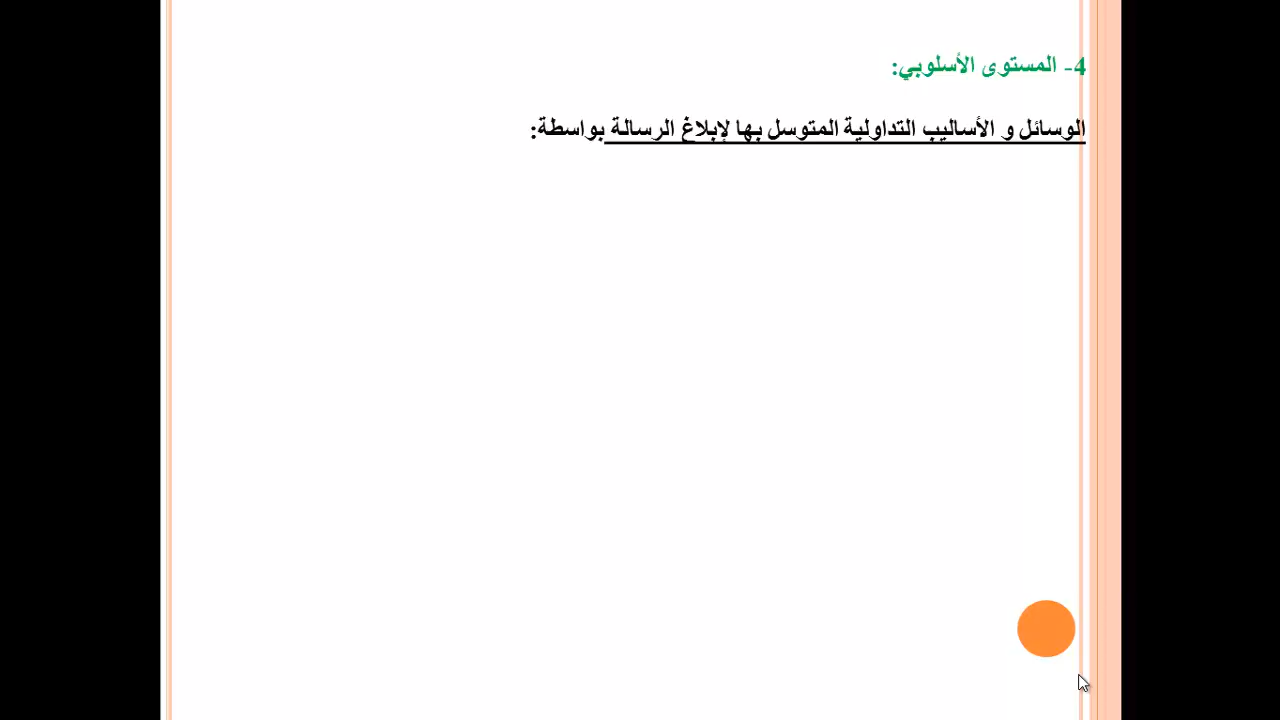 4- المستوى الأسلوبي:
الوسائل و الأساليب التداولية المتوسل بها لإبلاغ الرسالة بواسطة: